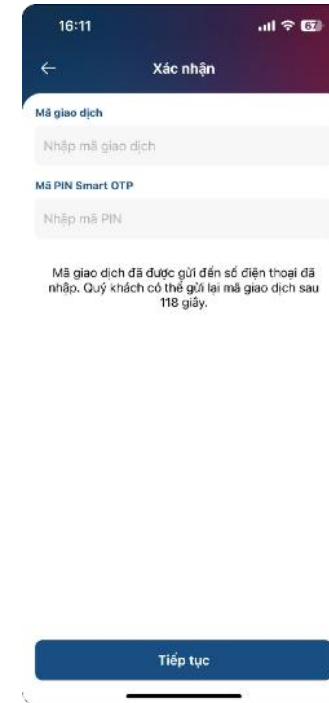 16:11
67
Xác nhận
Mã giao dịch
Nhập mã giao dịch
Mã PIN Smart OTP
Nhập mã PIN
Mã giao dịch đã được gửi đến số điện thoại đã
nhập. Quý khách có thể gửi lại mã giao dịch sau
118 giây.
Tiếp tục